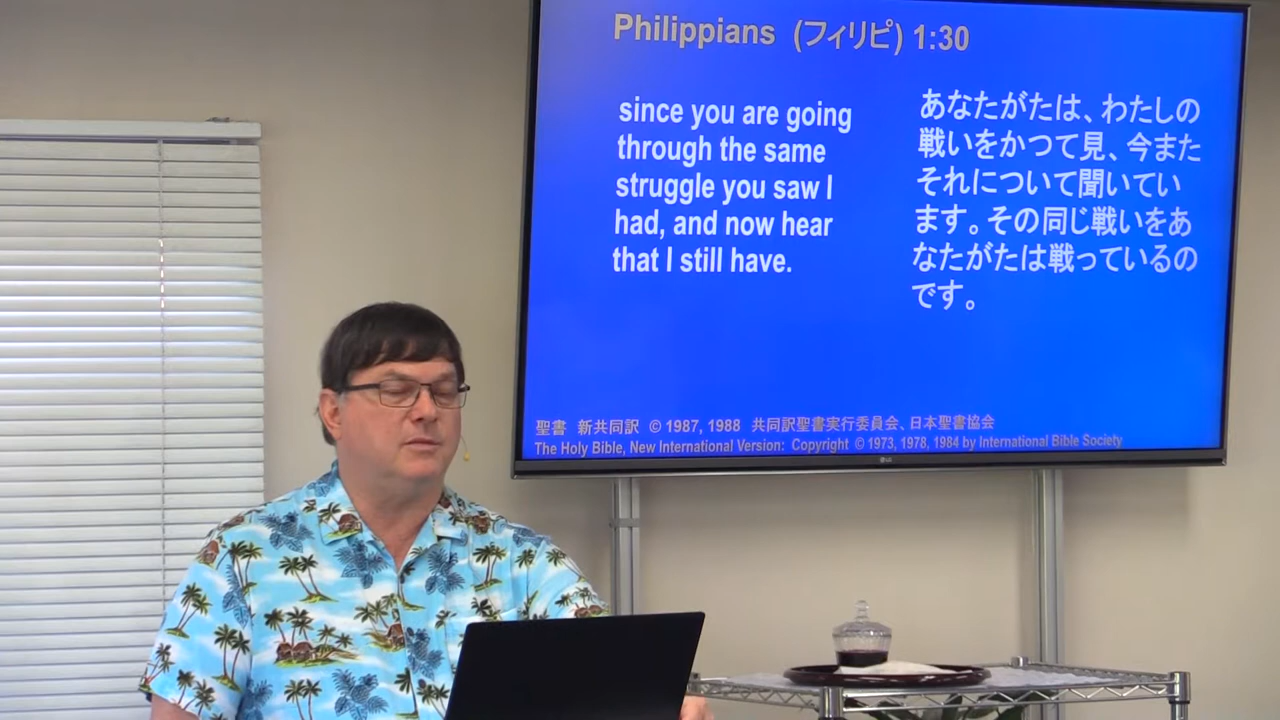 Philippians (フィリピ) 1:30
since you are going
through the same
struggle you saw I
had, and now hear
that I still have.
あなたがたは、わたしの
戦いをかつて見、今また
それについて聞いてい
ます。その同じ戦いをあ
なたがたは戦っているの
です。
聖書 新共同訳 © 1987, 1988 共同訳聖書実行委員会、日本聖書協会
The Holy Bible, New International Version: Copyright © 1973, 1978, 1984 by International Bible Society
LG